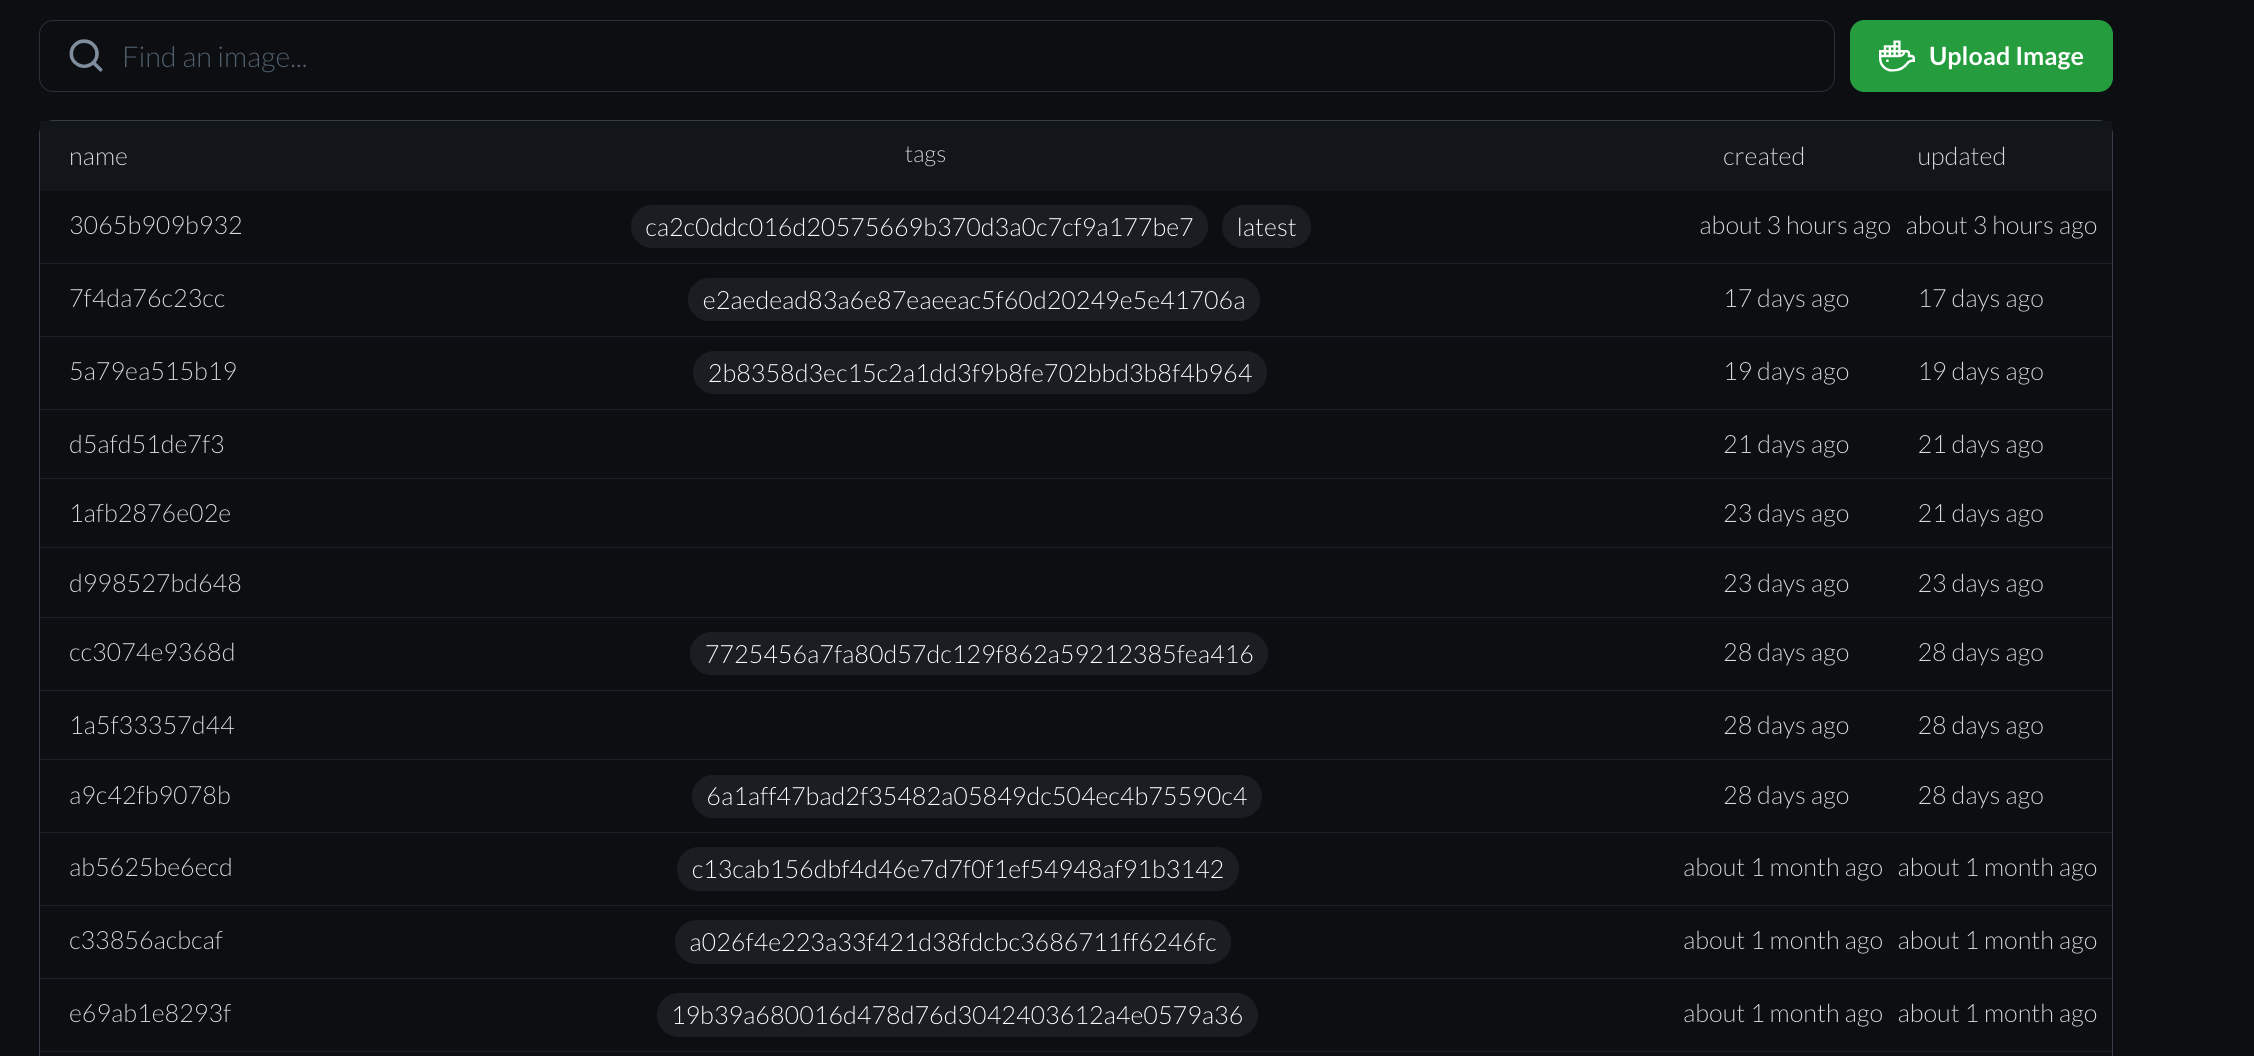 Find an image...
Upload Image
name tags created updated
3065b909b932 ca2c0ddc016d20575669b370d3a0c7cf9a177be7 latest about 3 hours ago about 3 hours ago
7f4da76c23cc e2aedead83a6e87eaeeac5f60d20249e5e41706a 17 days ago 17 days ago
5a79ea515b19 2b8358d3ec15c2a1dd3f9b8fe702bbd3b8f4b964 19 days ago 19 days ago
d5afd51de7f3 21 days ago 21 days ago
1afb2876e02e 23 days ago 21 days ago
d998527bd648 23 days ago 23 days ago
cc3074e9368d 7725456a7fa80d57dc129f862a59212385fea416 28 days ago 28 days ago
1a5f33357d44 28 days ago 28 days ago
a9c42fb9078b 6a1aff47bad2f35482a05849dc504ec4b75590c4 28 days ago 28 days ago
ab5625be6ecd c13cab156dbf4d46e7d7f0f1ef54948af91b3142 about 1 month ago about 1 month ago
c33856acbcaf a026f4e223a33f421d38fdcbc3686711ff6246fc about 1 month ago about 1 month ago
e69ab1e8293f 19b39a680016d478d76d3042403612a4e0579a36 about 1 month ago about 1 month ago